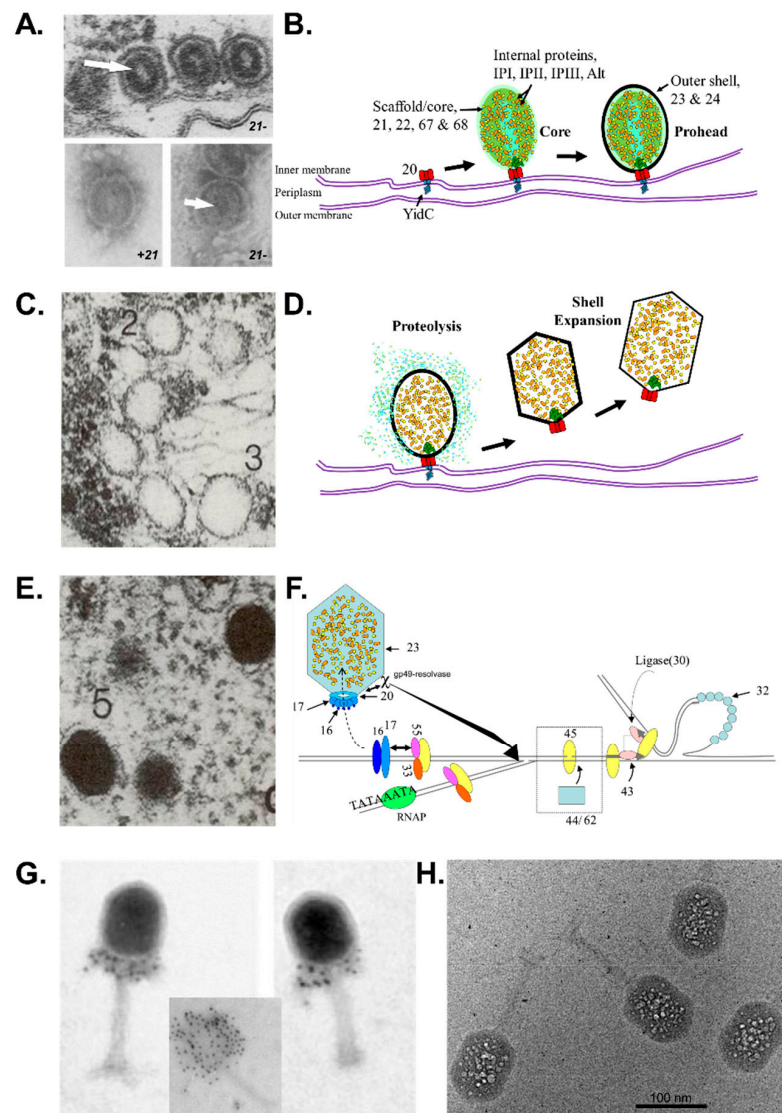 A.
21-
+21
21-
B.
Internal proteins,
IPI, IPII, IPIII, Alt
Scaffold/core,
21, 22, 67 & 68
Outer shell,
23 & 24
Core
Prohead
20
Inner membrane
Periplasm
Outer membrane
YidC
C.
2
3
D.
Proteolysis
Shell
Expansion
E.
5
F.
23
gp49-resolvase
20
17
16
16
17
55
33
TATAAATA
RNAP
45
44/62
43
Ligase(30)
32
G.
H.
100 nm